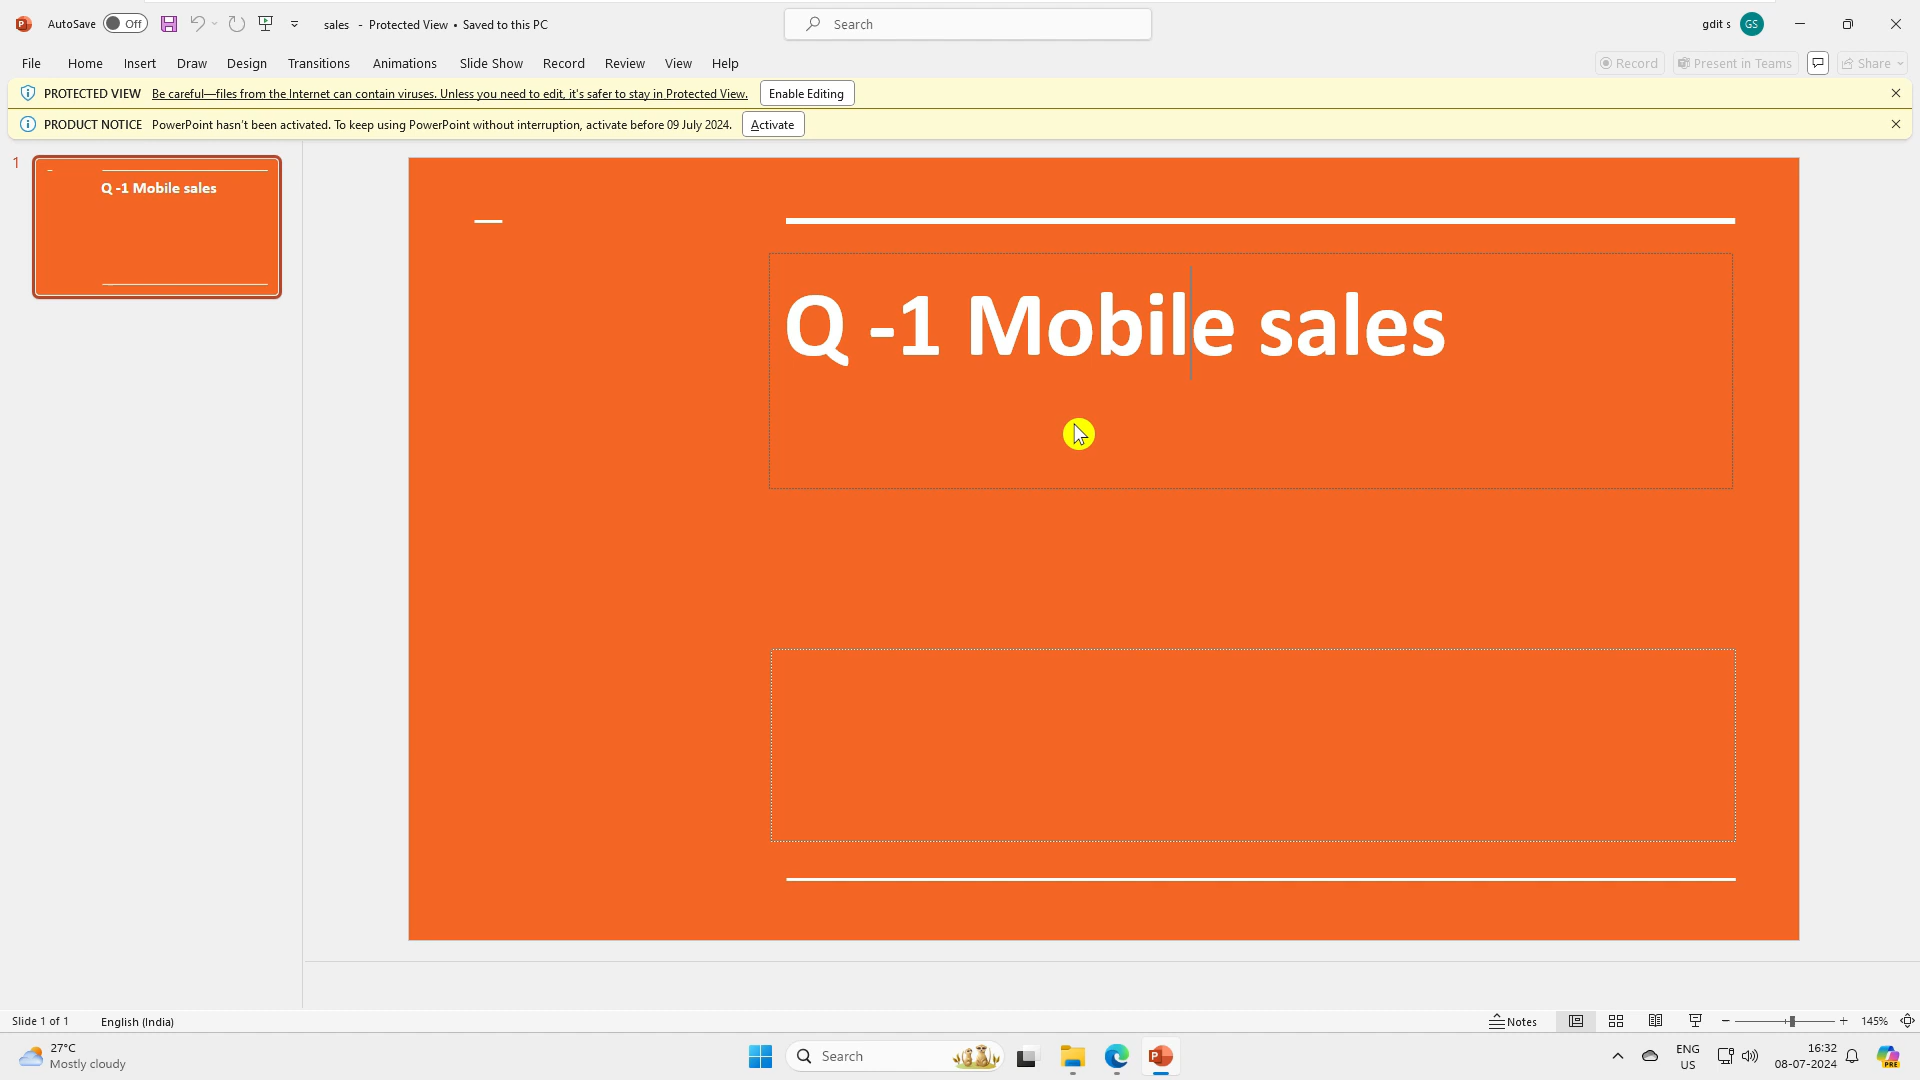 AutoSave Off sales - Protected View • Saved to this PC Search gdit s GS
File Home Insert Draw Design Transitions Animations Slide Show Record Review View Help Record Present in Teams Share
PROTECTED VIEW Be careful—files from the Internet can contain viruses. Unless you need to edit, it's safer to stay in Protected View. Enable Editing
PRODUCT NOTICE PowerPoint hasn't been activated. To keep using PowerPoint without interruption, activate before 09 July 2024. Activate
1
Q -1 Mobile sales
Q -1 Mobile sales
Slide 1 of 1 English (India) Notes 145%
27°C
Mostly cloudy
Search
ENG
US
16:32
08-07-2024
PRE